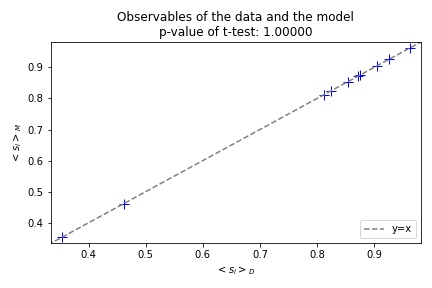 Observables of the data and the model
p-value of t-test: 1.00000
0.9
0.8
0.7
0.6
0.5
0.4
< s_i >_M
y=x
0.4 0.5 0.6 0.7 0.8 0.9
< s_i >_D